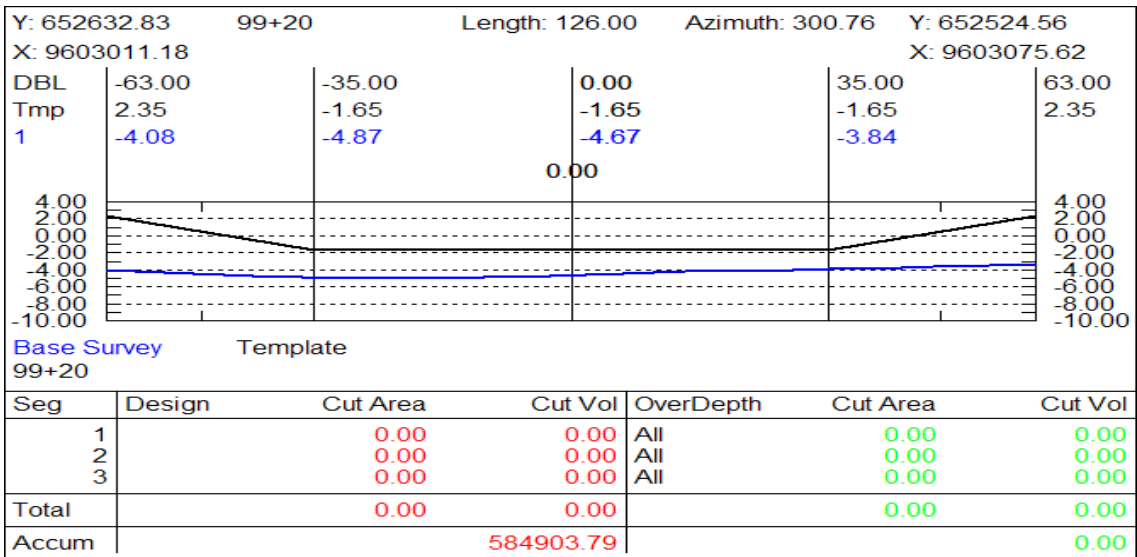 Y: 652632.83 99+20 Length: 126.00 Azimuth: 300.76 Y: 652524.56
X: 9603011.18 X: 9603075.62
DBL -63.00 -35.00 0.00 35.00 63.00
Tmp 2.35 -1.65 -1.65 -1.65 2.35
1 -4.08 -4.87 -4.67 -3.84
0.00
4.00 4.00
2.00 2.00
0.00 0.00
-2.00 -2.00
-4.00 -4.00
-6.00 -6.00
-8.00 -8.00
-10.00 -10.00
Base Survey Template
99+20
Seg Design Cut Area Cut Vol OverDepth Cut Area Cut Vol
1 0.00 0.00 All 0.00 0.00
2 0.00 0.00 All 0.00 0.00
3 0.00 0.00 All 0.00 0.00
Total 0.00 0.00 0.00 0.00
Accum 584903.79 0.00